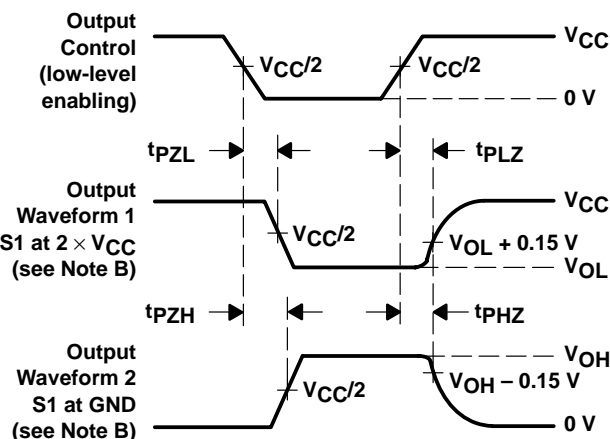 Output
Control
(low-level
enabling)
VCC/2
VCC/2
VCC
0 V
tPZL
tPLZ
Output
Waveform 1
S1 at 2 × VCC
(see Note B)
VCC/2
VCC
VOL + 0.15 V
VOL
tPZH
tPHZ
Output
Waveform 2
S1 at GND
(see Note B)
VCC/2
VOH
VOH – 0.15 V
0 V